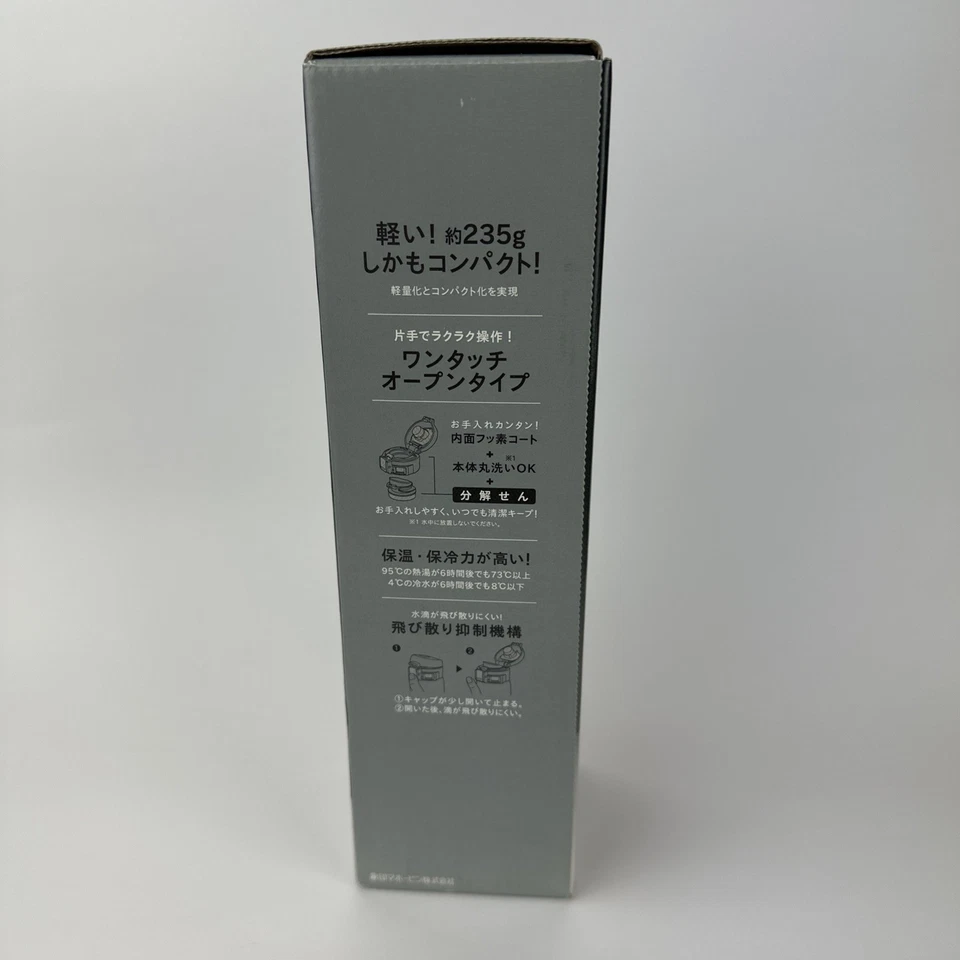 軽い! 約235g
しかもコンパクト!
軽量化とコンパクト化を実現
片手でラクラク操作!
ワンタッチ
オープンタイプ
お手入れカンタン!
内面フッ素コート
+
※1
本体丸洗いOK
+
分解せん
お手入れしやすく、いつでも清潔キープ!
※1 水中に放置しないでください。
保温・保冷力が高い!
95℃の熱湯が6時間後でも73℃以上
4℃の冷水が6時間後でも8℃以下
水滴が飛び散りにくい!
飛び散り抑制機構
❶ ❷
①キャップが少し開いて止まる。
②開いた後、滴が飛び散りにくい。